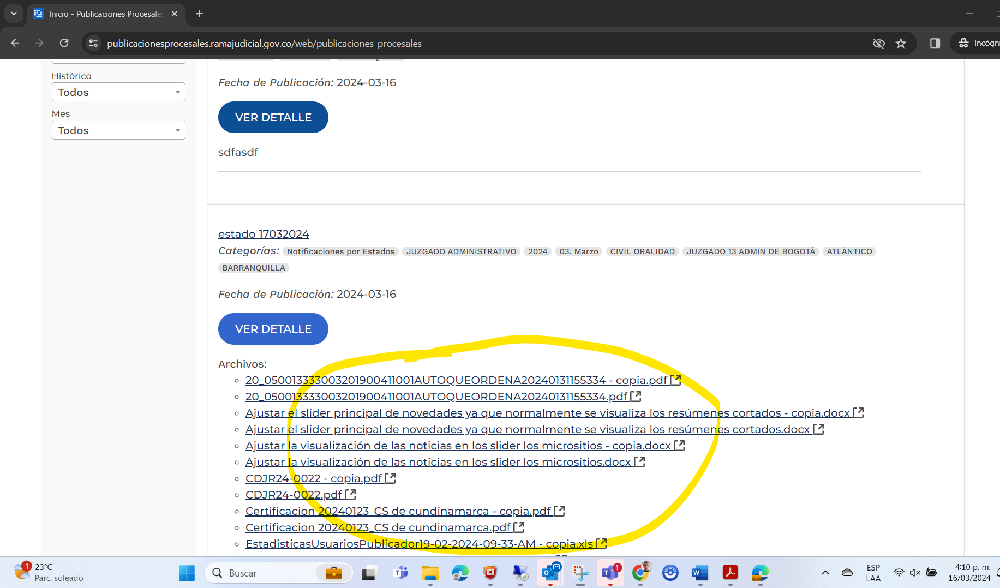 Inicio - Publicaciones Procesales
publicacionesprocesales.ramajudicial.gov.co/web/publicaciones-procesales
Incógni
Histórico
Todos
Mes
Todos
Fecha de Publicación: 2024-03-16
VER DETALLE
sdfasdf
estado 17032024
Categorías: Notificaciones por Estados JUZGADO ADMINISTRATIVO 2024 03. Marzo CIVIL ORALIDAD JUZGADO 13 ADMIN DE BOGOTÁ ATLÁNTICO
BARRANQUILLA
Fecha de Publicación: 2024-03-16
VER DETALLE
Archivos:
20_05001333300320190041100​1AUTOQUEORDENA20240131155334 - copia.pdf
20_05001333300320190041100​1AUTOQUEORDENA20240131155334.pdf
Ajustar el slider principal de novedades ya que normalmente se visualiza los resúmenes cortados - copia.docx
Ajustar el slider principal de novedades ya que normalmente se visualiza los resúmenes cortados.docx
Ajustar la visualización de las noticias en los slider los micrositios - copia.docx
Ajustar la visualización de las noticias en los slider los micrositios.docx
CDJR24-0022 - copia.pdf
CDJR24-0022.pdf
Certificacion 20240123_CS de cundinamarca - copia.pdf
Certificacion 20240123_CS de cundinamarca.pdf
EstadisticasUsuariosPublicador19-02-2024-09-33-AM - copia.xls
1
23°C
Parc. soleado
Buscar
1
ESP
LAA
4:10 p. m.
16/03/2024